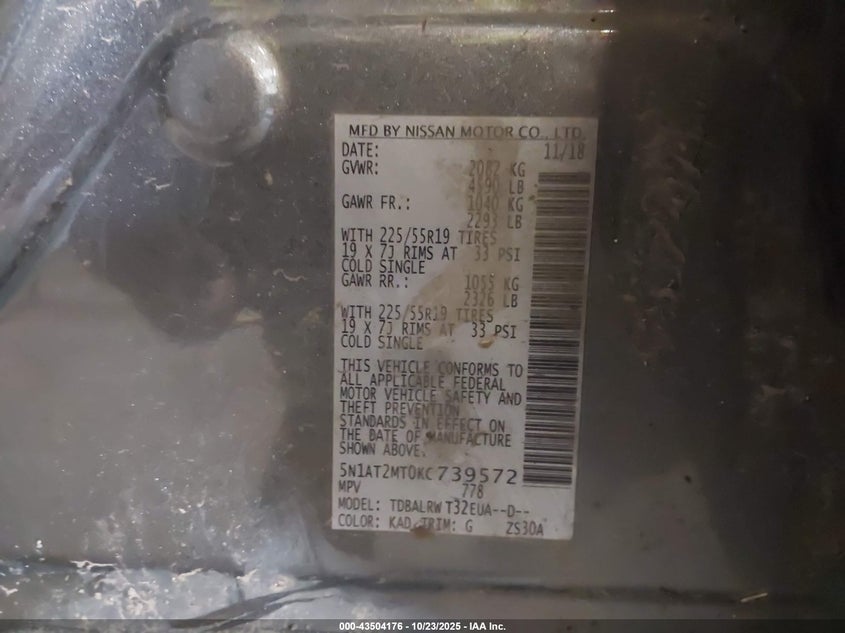 MFD BY NISSAN MOTOR CO., LTD.
DATE: 11/18
GVWR: 2082 KG
4590 LB
GAWR FR.: 1040 KG
2293 LB
WITH 225/55R19 TIRES
19 X 7J RIMS AT 33 PSI
COLD SINGLE
GAWR RR.: 1055 KG
2326 LB
WITH 225/55R19 TIRES
19 X 7J RIMS AT 33 PSI
COLD SINGLE
THIS VEHICLE CONFORMS TO
ALL APPLICABLE FEDERAL
MOTOR VEHICLE SAFETY AND
THEFT PREVENTION
STANDARDS IN EFFECT ON
THE DATE OF MANUFACTURE
SHOWN ABOVE.
5N1AT2MT0KC739572
MPV 778
MODEL: TDBALRW T32EUA--D--
COLOR: KAD TRIM: G ZS30A
000-43504176 - 10/23/2025 - IAA Inc.